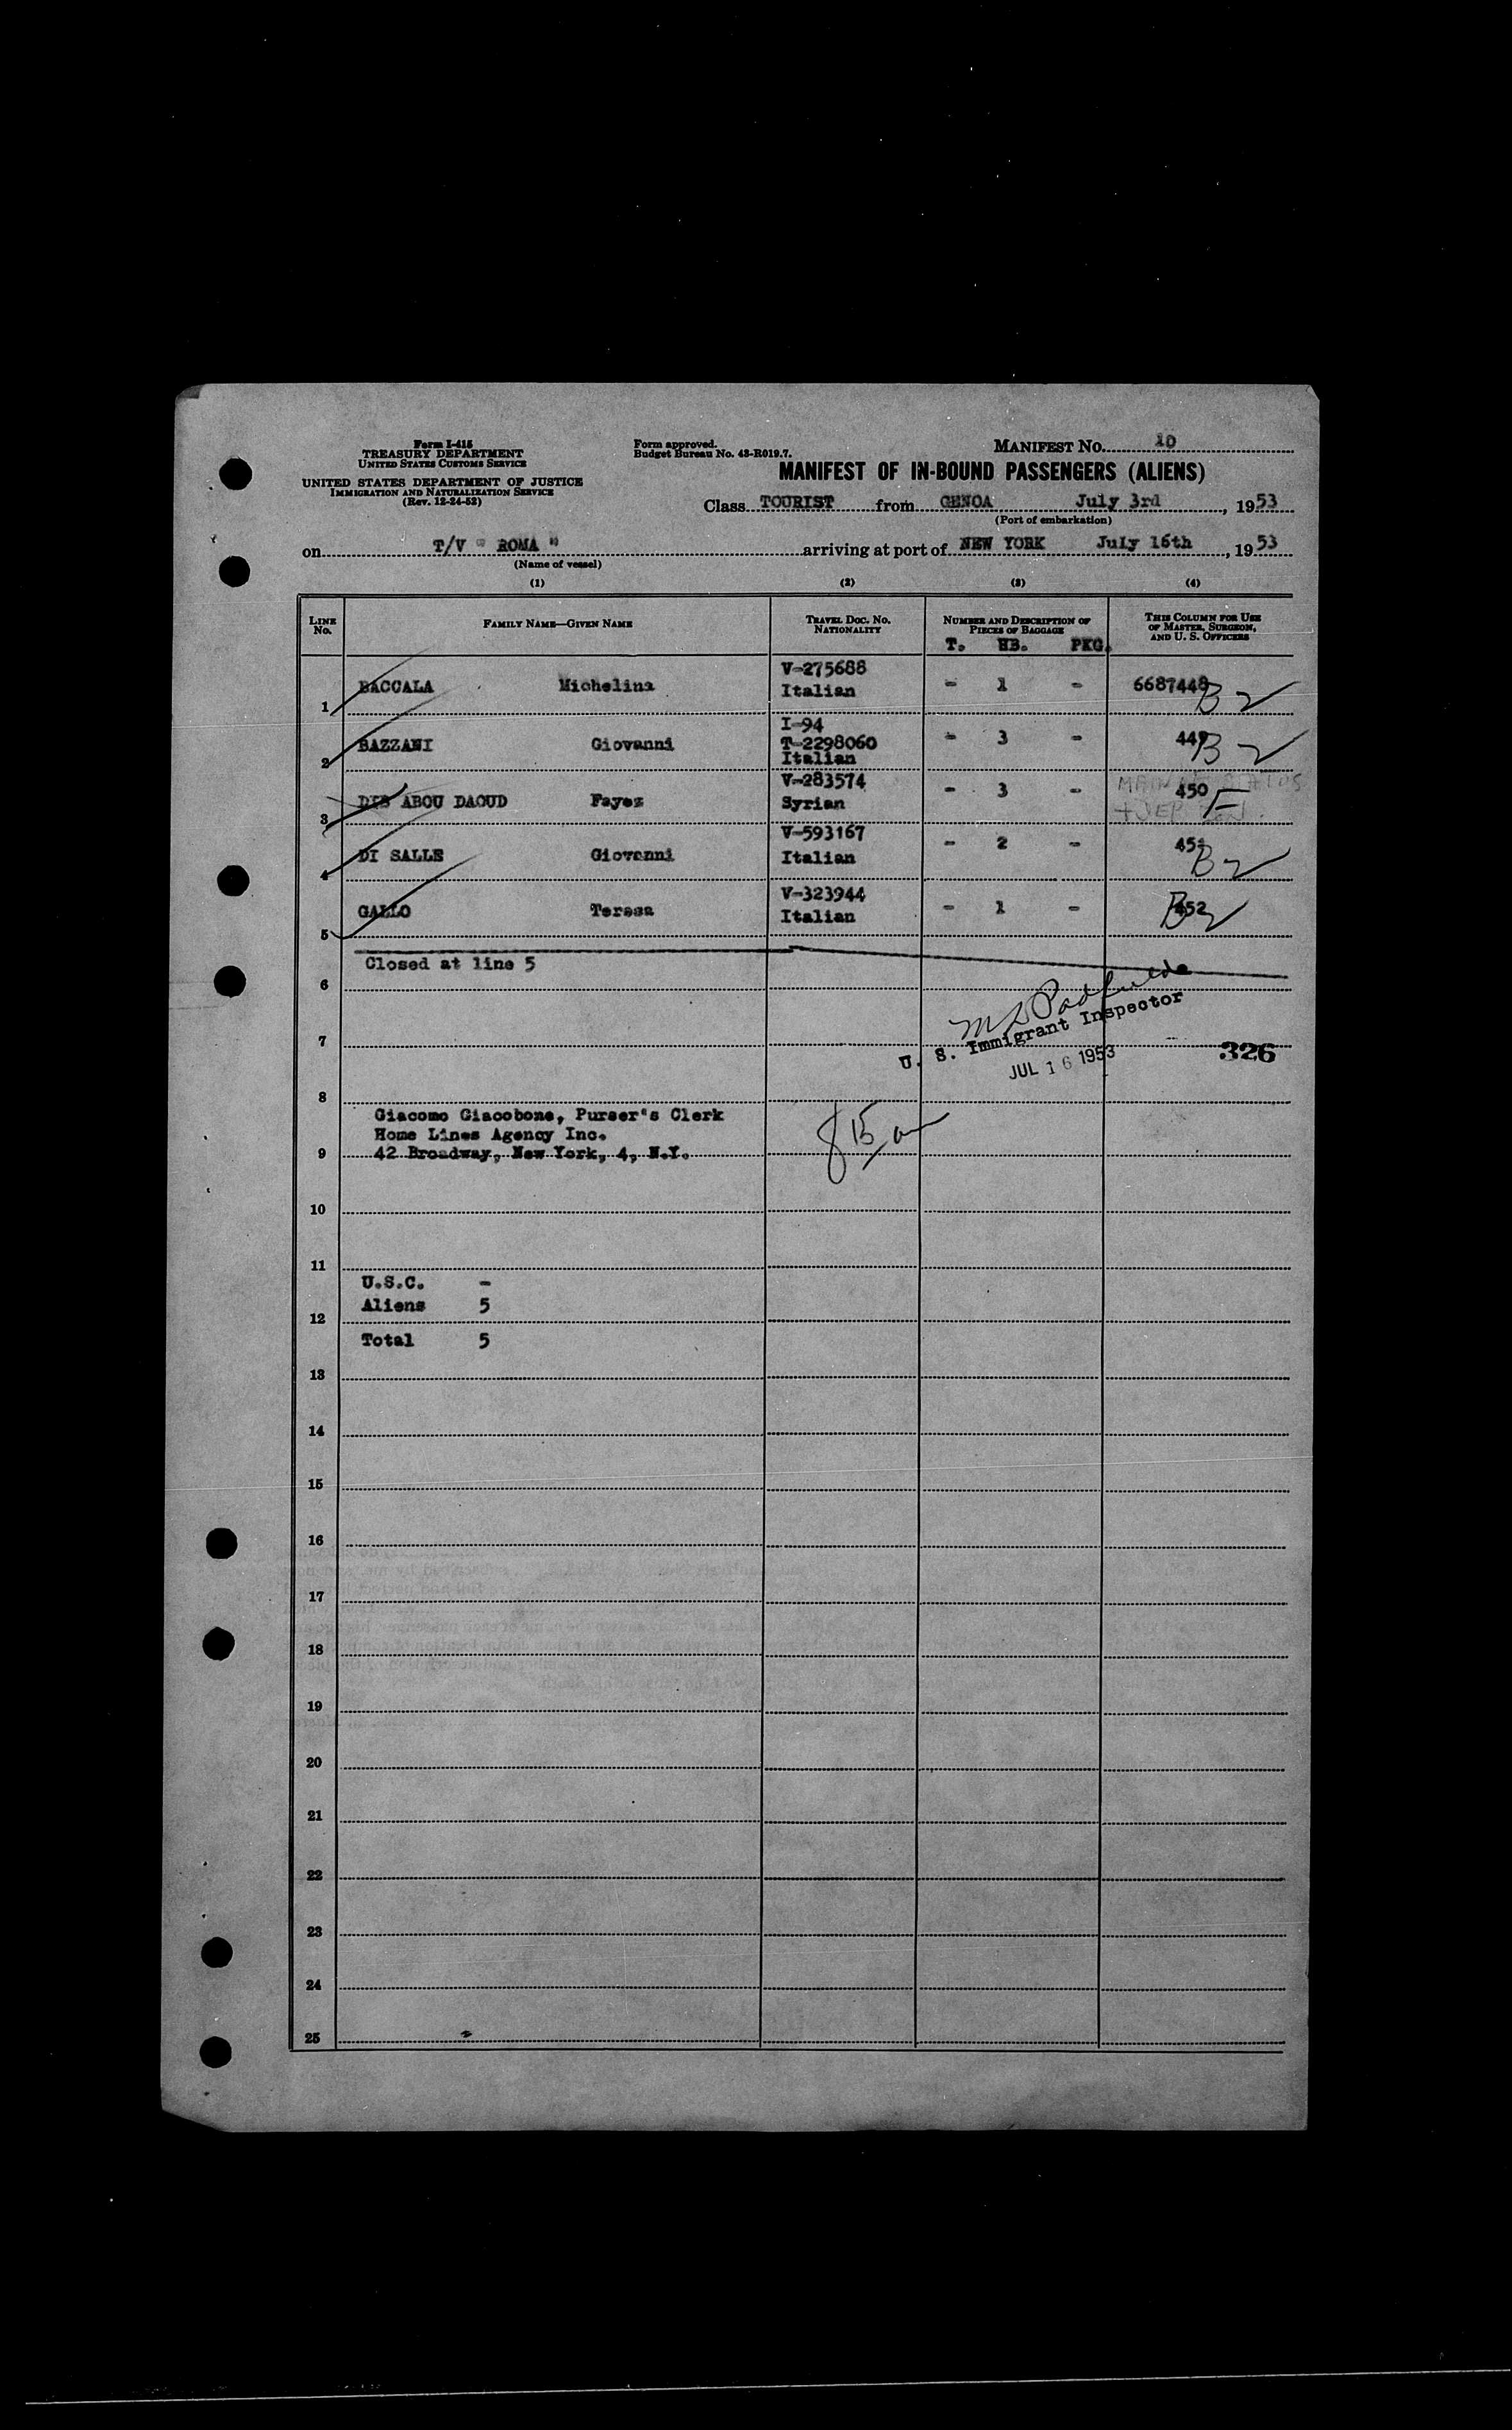 Form I-415
TREASURY DEPARTMENT
UNITED STATES CUSTOMS SERVICE
UNITED STATES DEPARTMENT OF JUSTICE
IMMIGRATION AND NATURALIZATION SERVICE
(Rev. 12-24-52)
Form approved.
Budget Bureau No. 43-R019.7.
MANIFEST No. 10
MANIFEST OF IN-BOUND PASSENGERS (ALIENS)
Class TOURIST from GENOA July 3rd, 1953
(Port of embarkation)
on T/V " ROMA " arriving at port of NEW YORK July 16th, 1953
(Name of vessel)
(1) (2) (3) (4)
LINE No. FAMILY NAME—GIVEN NAME TRAVEL DOC. No. NATIONALITY NUMBER AND DESCRIPTION OF PIECES OF BAGGAGE THIS COLUMN FOR USE OF MASTER, SURGEON, AND U. S. OFFICERS
T. HB. PKG.
1 BACCALA Michelina V-275688 Italian - 1 - 6687448 B2
2 BAZZANI Giovanni I-94 T-2298060 Italian - 3 - 449 B2
3 DIB ABOU DAOUD Fayez V-283574 Syrian - 3 - 450 F
4 DI SALLE Giovanni V-593167 Italian - 2 - 451 B2
5 GALLO Teresa V-323944 Italian - 1 - 452 B2
Closed at line 5
6
7
U. S. Immigrant Inspector
JUL 16 1953
326
8
Giacomo Giacobone, Purser's Clerk
Home Lines Agency Inc.
9 42 Broadway, New York, 4, N.Y.
8 15 am
10
11
U.S.C. -
Aliens 5
12
Total 5
13
14
15
16
17
18
19
20
21
22
23
24
25